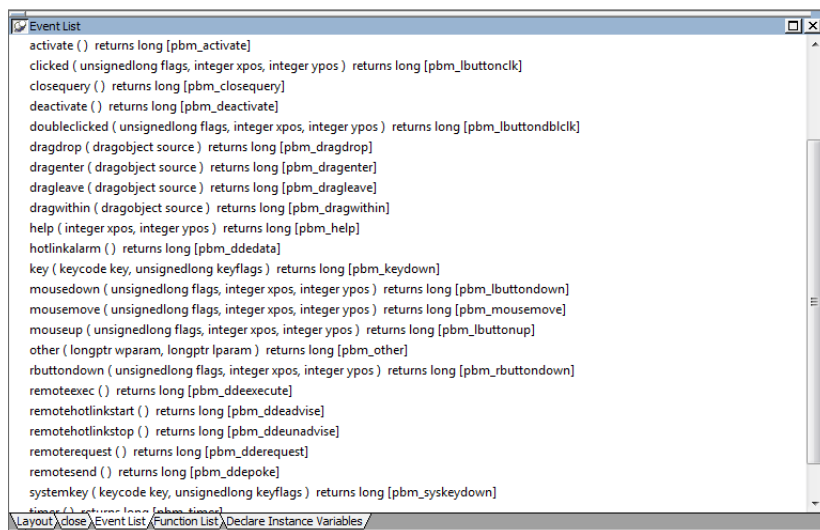 Event List
activate ( )  returns long [pbm_activate]
clicked ( unsignedlong flags, integer xpos, integer ypos )  returns long [pbm_lbuttonclk]
closequery ( )  returns long [pbm_closequery]
deactivate ( )  returns long [pbm_deactivate]
doubleclicked ( unsignedlong flags, integer xpos, integer ypos )  returns long [pbm_lbuttondblclk]
dragdrop ( dragobject source )  returns long [pbm_dragdrop]
dragenter ( dragobject source )  returns long [pbm_dragenter]
dragleave ( dragobject source )  returns long [pbm_dragleave]
dragwithin ( dragobject source )  returns long [pbm_dragwithin]
help ( integer xpos, integer ypos )  returns long [pbm_help]
hotlinkalarm ( )  returns long [pbm_ddedata]
key ( keycode key, unsignedlong keyflags )  returns long [pbm_keydown]
mousedown ( unsignedlong flags, integer xpos, integer ypos )  returns long [pbm_lbuttondown]
mousemove ( unsignedlong flags, integer xpos, integer ypos )  returns long [pbm_mousemove]
mouseup ( unsignedlong flags, integer xpos, integer ypos )  returns long [pbm_lbuttonup]
other ( longptr wparam, longptr lparam )  returns long [pbm_other]
rbuttondown ( unsignedlong flags, integer xpos, integer ypos )  returns long [pbm_rbuttondown]
remoteexec ( )  returns long [pbm_ddeexecute]
remotehotlinkstart ( )  returns long [pbm_ddeadvise]
remotehotlinkstop ( )  returns long [pbm_ddeunadvise]
remoterequest ( )  returns long [pbm_dderequest]
remotesend ( )  returns long [pbm_ddepoke]
systemkey ( keycode key, unsignedlong keyflags )  returns long [pbm_syskeydown]
timer ( )  returns long [pbm_timer]
Layout close Event List Function List Declare Instance Variables